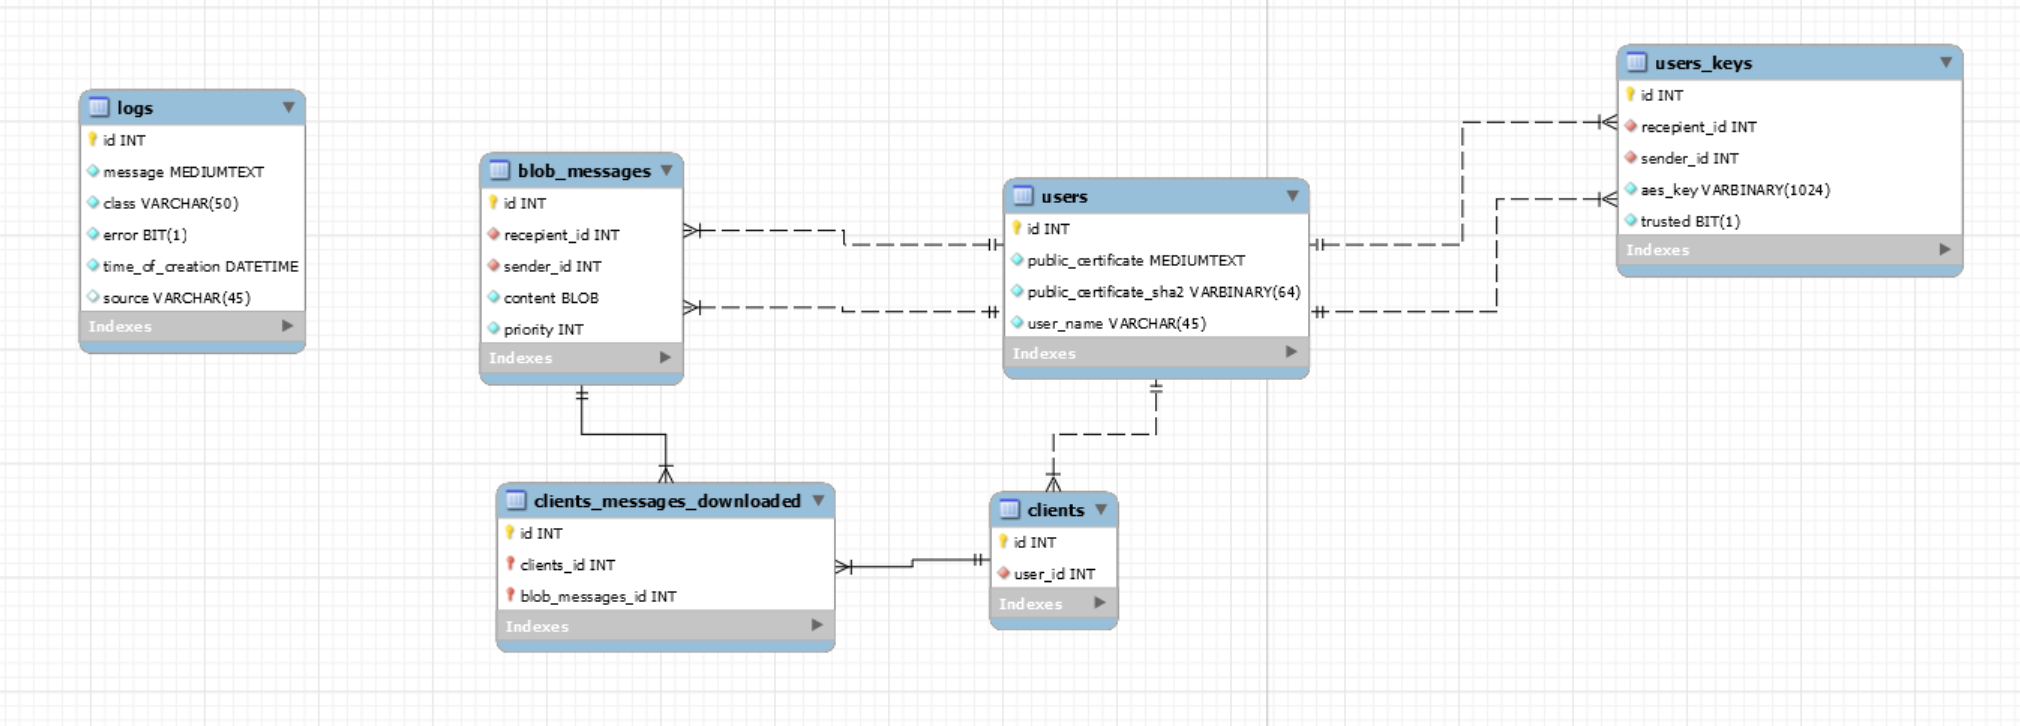 logs
id INT
message MEDIUMTEXT
class VARCHAR(50)
error BIT(1)
time_of_creation DATETIME
source VARCHAR(45)
Indexes
blob_messages
id INT
recepient_id INT
sender_id INT
content BLOB
priority INT
Indexes
users
id INT
public_certificate MEDIUMTEXT
public_certificate_sha2 VARBINARY(64)
user_name VARCHAR(45)
Indexes
users_keys
id INT
recepient_id INT
sender_id INT
aes_key VARBINARY(1024)
trusted BIT(1)
Indexes
clients_messages_downloaded
id INT
clients_id INT
blob_messages_id INT
Indexes
clients
id INT
user_id INT
Indexes